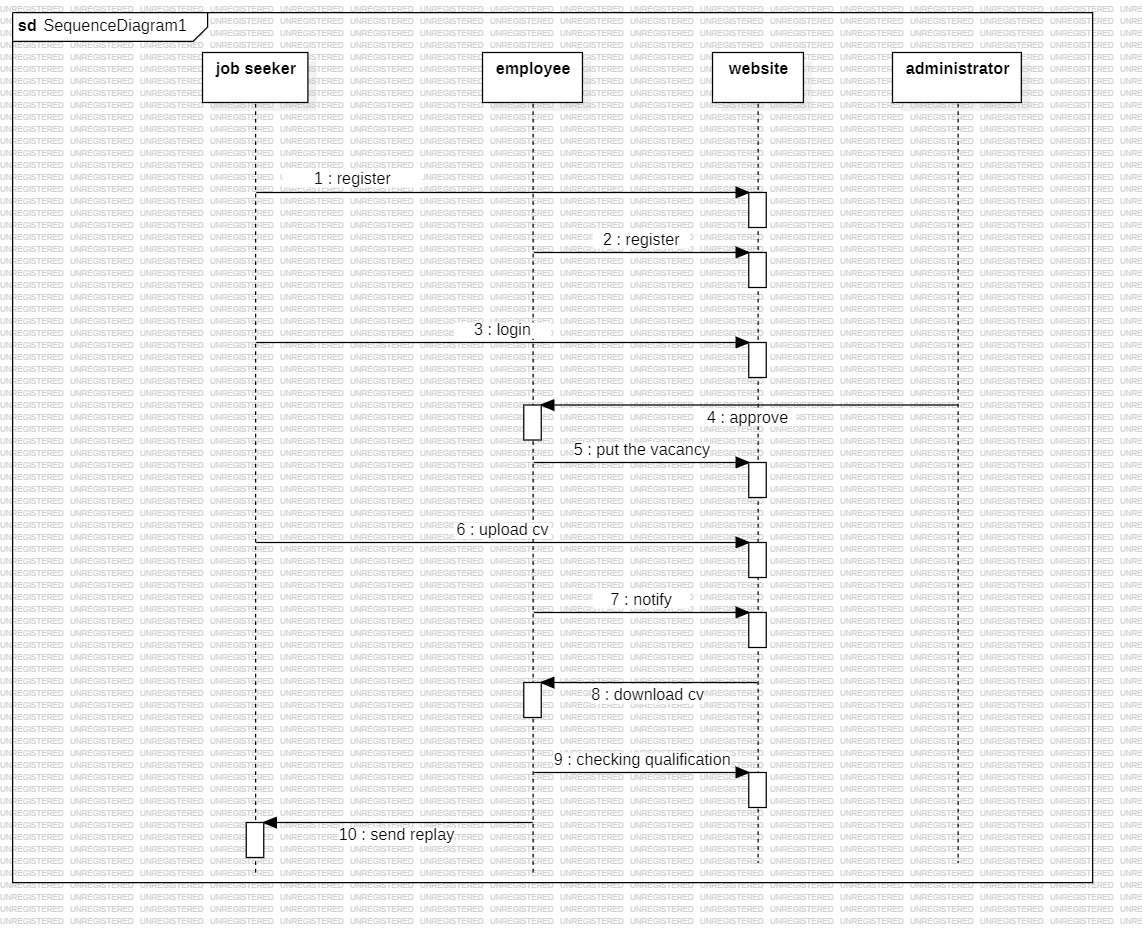 sd SequenceDiagram1
job seeker
employee
website
administrator
1 : register
2 : register
3 : login
4 : approve
5 : put the vacancy
6 : upload cv
7 : notify
8 : download cv
9 : checking qualification
10 : send replay
UNREGISTERED